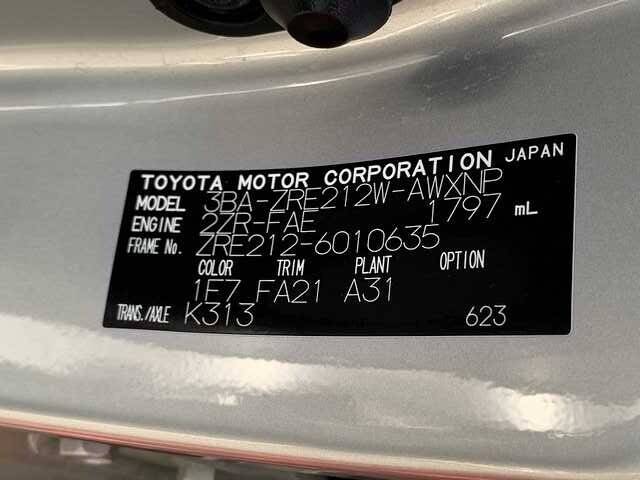 TOYOTA MOTOR CORPORATION JAPAN
MODEL 3BA-ZRE212W-AWXNP
ENGINE 2ZR-FAE 1797 mL
FRAME No. ZRE212-6010635
COLOR TRIM PLANT OPTION
1F7 FA21 A31
TRANS./AXLE K313 623